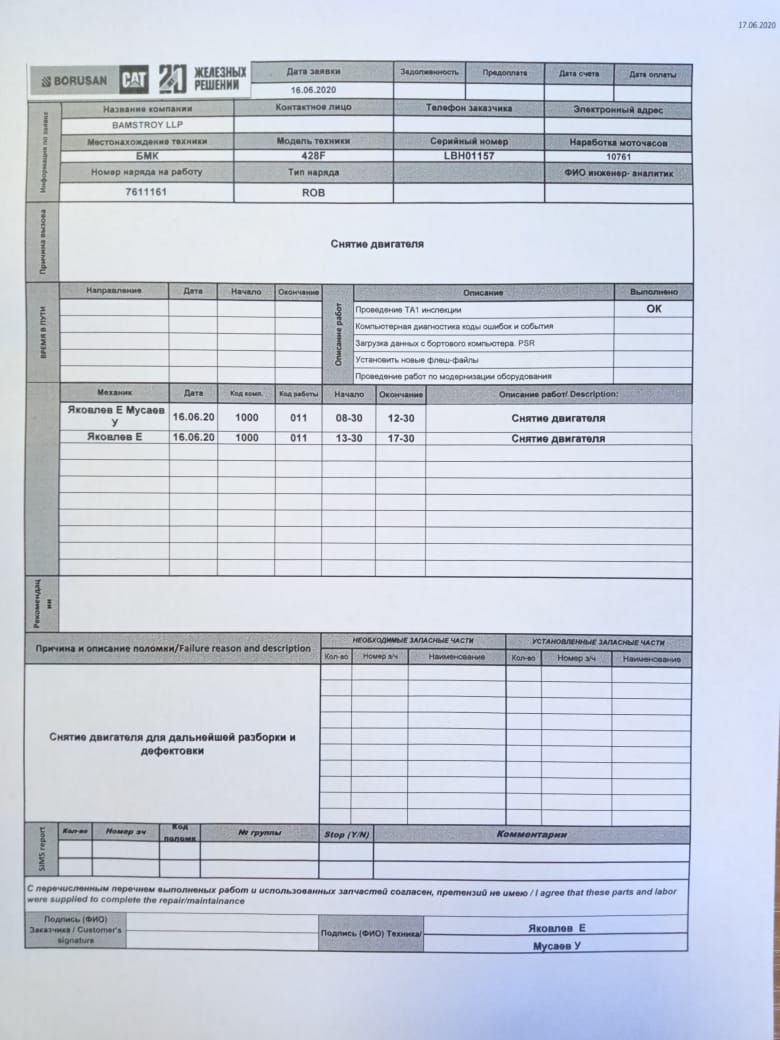 17.06.2020
BORUSAN CAT 20 ЖЕЛЕЗНЫХ РЕШЕНИЙ
Дата заявки Задолженность Предоплата Дата счета Дата оплаты
16.06.2020
Информация по заявке
Название компании Контактное лицо Телефон заказчика Электронный адрес
BAMSTROY LLP
Местонахождение техники Модель техники Серийный номер Наработка моточасов
БМК 428F LBH01157 10761
Номер наряда на работу Тип наряда ФИО инженер- аналитик
7611161 ROB
Причина вызова
Снятие двигателя
ВРЕМЯ В ПУТИ
Направление Дата Начало Окончание Описание Выполнено
Описание работ
Проведение ТА1 инспекции ОК
Компьютерная диагностика коды ошибок и события
Загрузка данных с бортового компьютера. PSR
Установить новые флеш-файлы
Проведение работ по модернизации оборудования
Механик Дата Код комп. Код работы Начало Окончание Описание работ/ Description:
Яковлев Е Мусаев У 16.06.20 1000 011 08-30 12-30 Снятие двигателя
Яковлев Е 16.06.20 1000 011 13-30 17-30 Снятие двигателя
Рекомендации
Причина и описание поломки/Failure reason and description
НЕОБХОДИМЫЕ ЗАПАСНЫЕ ЧАСТИ УСТАНОВЛЕННЫЕ ЗАПАСНЫЕ ЧАСТИ
Кол-во Номер з/ч Наименование Кол-во Номер з/ч Наименование
Снятие двигателя для дальнейшей разборки и
дефектовки
SIMS report
Кол-во Номер зч Код поломк № группы Stop (Y/N) Комментарии
С перечисленным перечнем выполненых работ и использованных запчастей согласен, претензий не имею / I agree that these parts and labor
were supplied to complete the repair/maintainance
Подпись (ФИО)
Заказчика / Customer's
signature
Подпись (ФИО) Техника/
Яковлев Е
Мусаев У